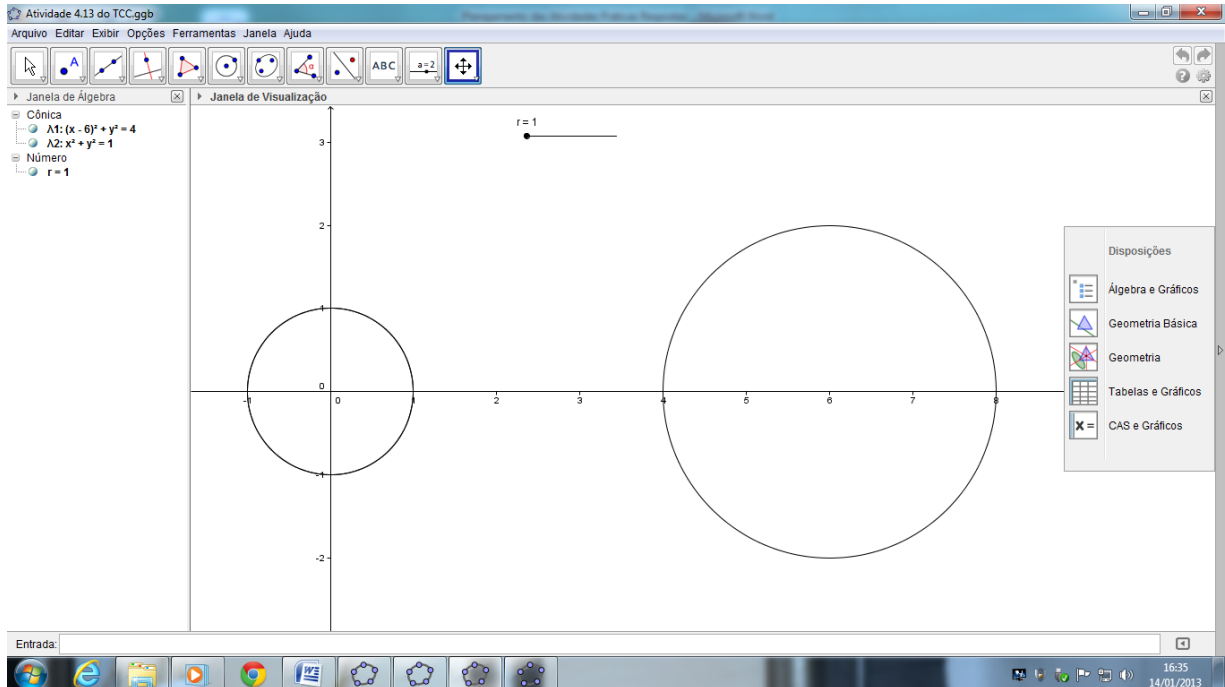 Atividade 4.13 do TCC.ggb
Arquivo Editar Exibir Opções Ferramentas Janela Ajuda
ABC
a=2
Janela de Álgebra
Janela de Visualização
Cônica
Λ1: (x - 6)² + y² = 4
Λ2: x² + y² = 1
Número
r = 1
r = 1
3
2
1
0
-1
-2
-1
0
1
2
3
4
5
6
7
8
Disposições
Álgebra e Gráficos
Geometria Básica
Geometria
Tabelas e Gráficos
X = CAS e Gráficos
Entrada:
16:35
14/01/2013